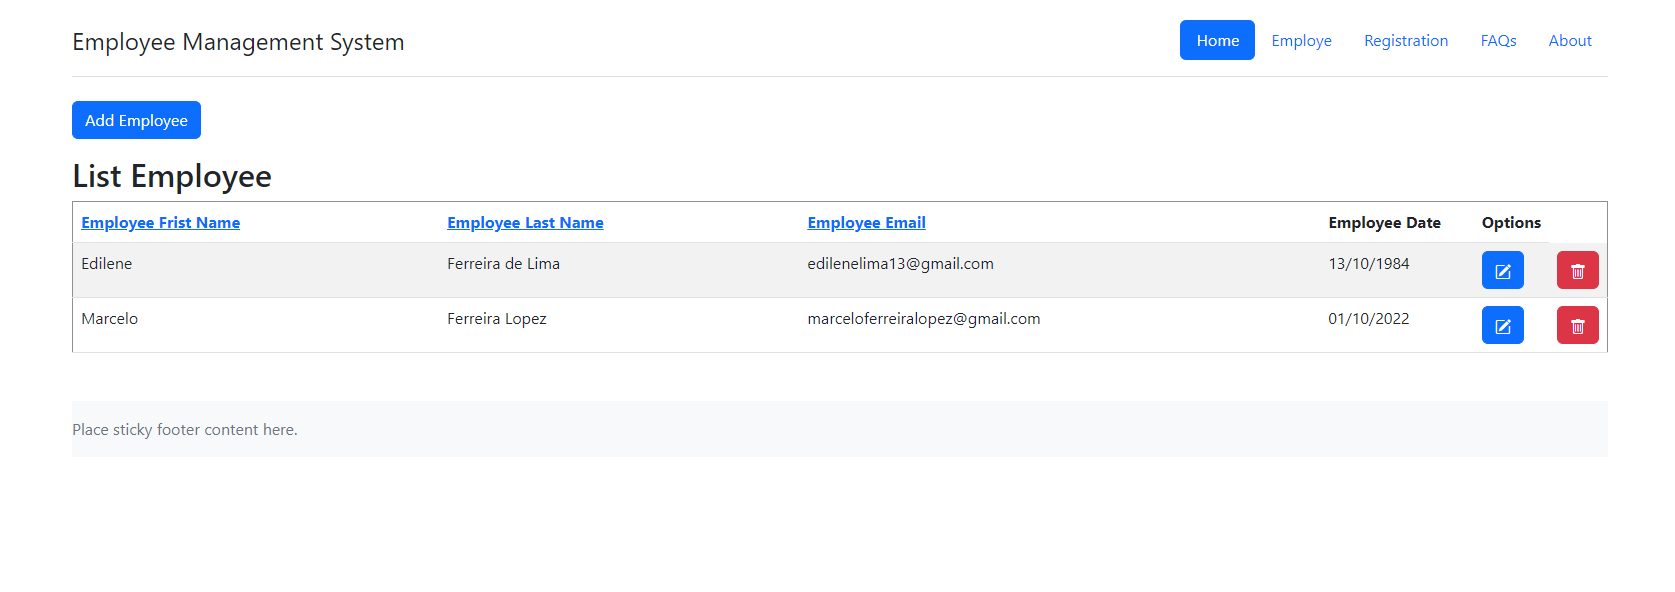 Employee Management System Home Employe Registration FAQs About
Add Employee
List Employee
Employee Frist Name Employee Last Name Employee Email Employee Date Options
Edilene Ferreira de Lima edilenelima13@gmail.com 13/10/1984
Marcelo Ferreira Lopez marceloferreiralopez@gmail.com 01/10/2022
Place sticky footer content here.